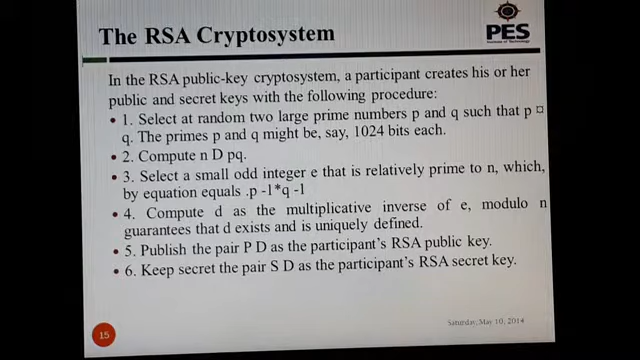 The RSA Cryptosystem
PES
Institute of Technology
In the RSA public-key cryptosystem, a participant creates his or her
public and secret keys with the following procedure:
• 1. Select at random two large prime numbers p and q such that p ¤
q. The primes p and q might be, say, 1024 bits each.
• 2. Compute n D pq.
• 3. Select a small odd integer e that is relatively prime to n, which,
by equation equals .p -1*q -1
• 4. Compute d as the multiplicative inverse of e, modulo n
guarantees that d exists and is uniquely defined.
• 5. Publish the pair P D as the participant's RSA public key.
• 6. Keep secret the pair S D as the participant's RSA secret key.
Saturday, May 10, 2014
15